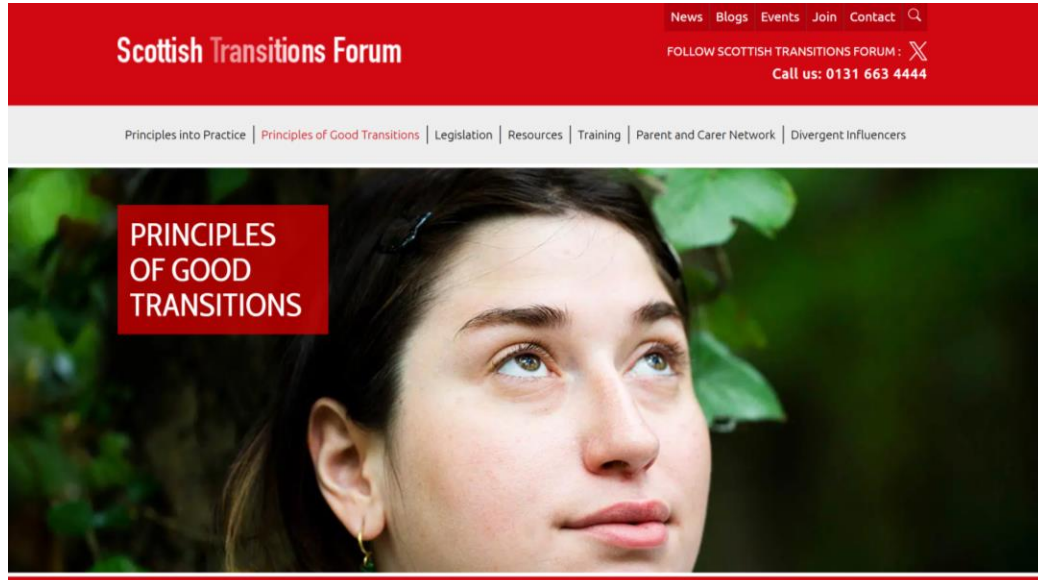 News Blogs Events Join Contact
Scottish Transitions Forum
FOLLOW SCOTTISH TRANSITIONS FORUM : X
Call us: 0131 663 4444
Principles into Practice | Principles of Good Transitions | Legislation | Resources | Training | Parent and Carer Network | Divergent Influencers
PRINCIPLES
OF GOOD
TRANSITIONS